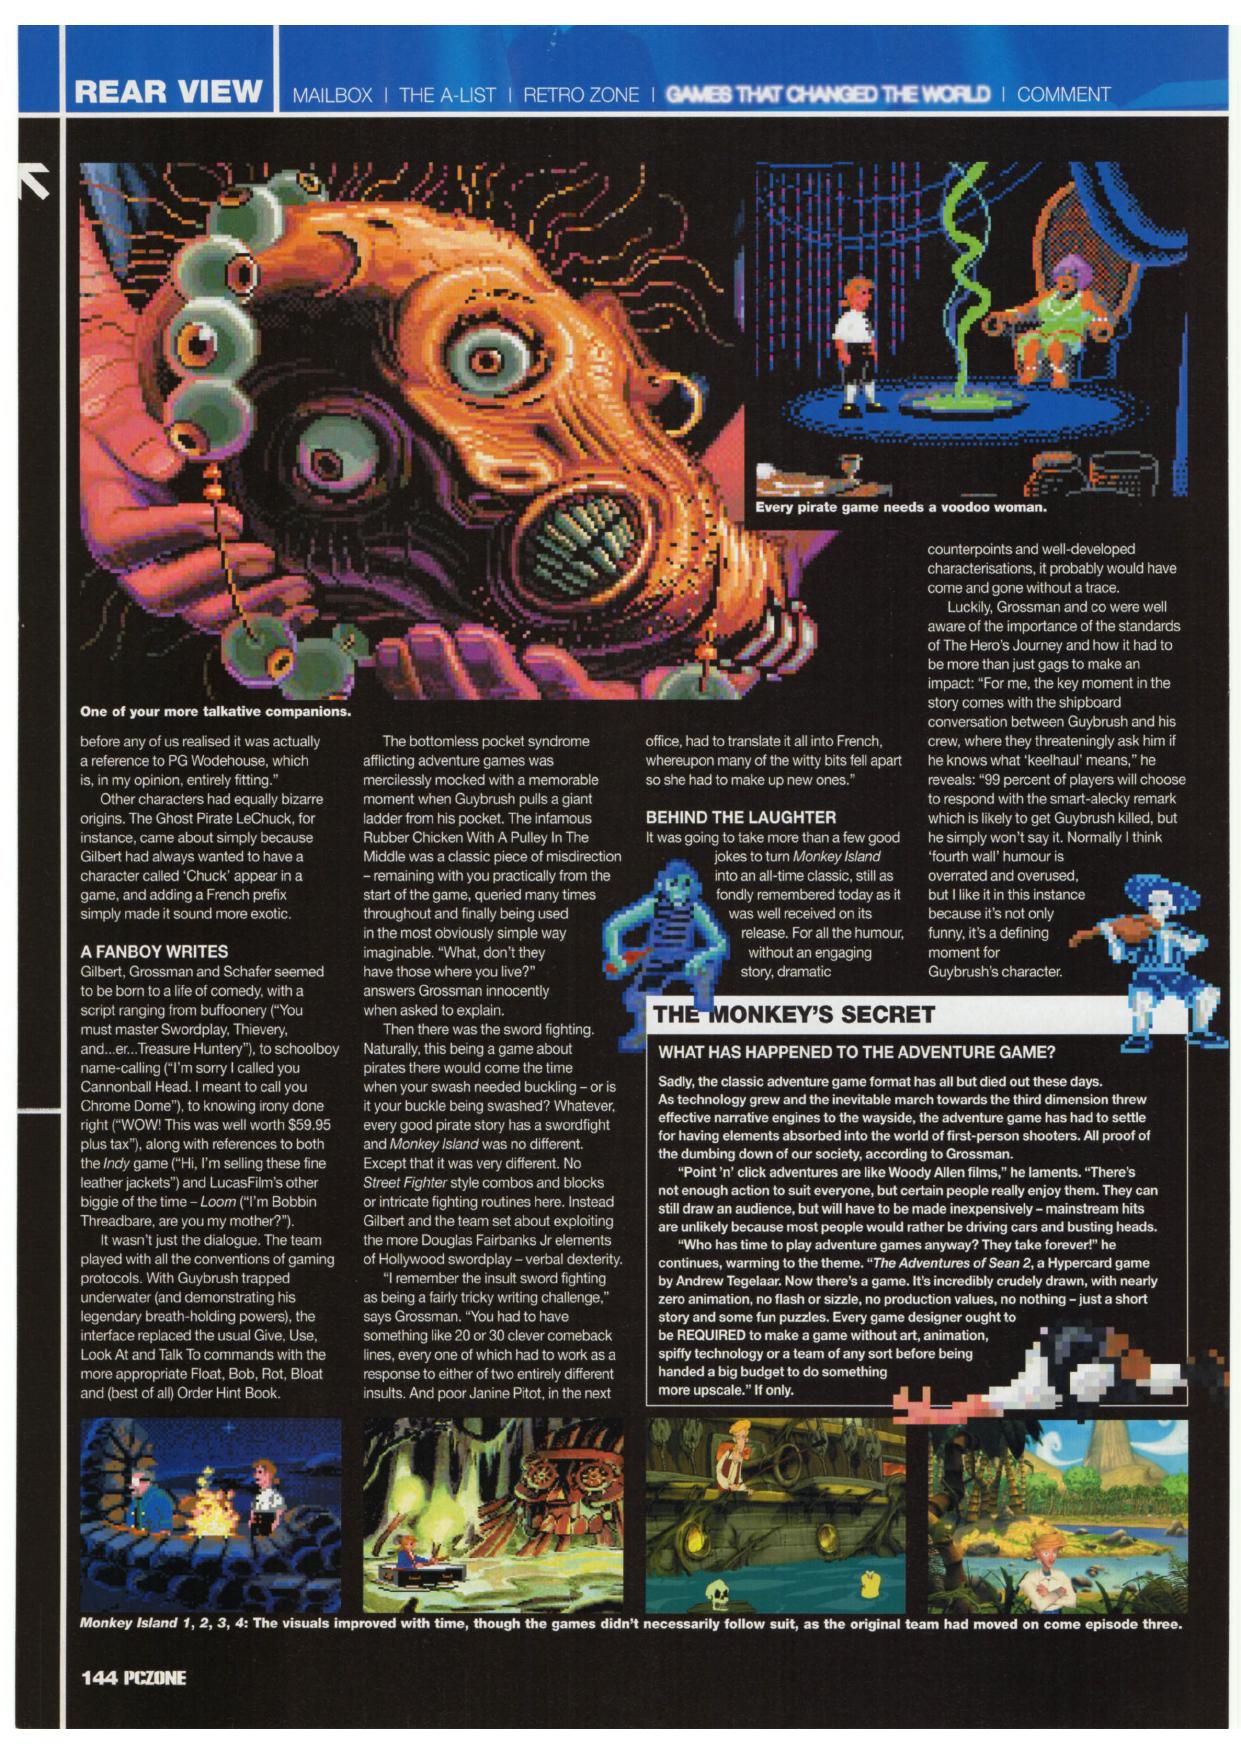 REAR VIEW
MAILBOX | THE A-LIST | RETRO ZONE | GAMES THAT CHANGED THE WORLD | COMMENT
Every pirate game needs a voodoo woman.
One of your more talkative companions.
before any of us realised it was actually
a reference to PG Wodehouse, which
is, in my opinion, entirely fitting."
Other characters had equally bizarre
origins. The Ghost Pirate LeChuck, for
instance, came about simply because
Gilbert had always wanted to have a
character called 'Chuck' appear in a
game, and adding a French prefix
simply made it sound more exotic.
A FANBOY WRITES
Gilbert, Grossman and Schafer seemed
to be born to a life of comedy, with a
script ranging from buffoonery ("You
must master Swordplay, Thievery,
and...er...Treasure Huntery"), to schoolboy
name-calling ("I'm sorry I called you
Cannonball Head. I meant to call you
Chrome Dome"), to knowing irony done
right ("WOW! This was well worth $59.95
plus tax"), along with references to both
the Indy game ("Hi, I'm selling these fine
leather jackets") and LucasFilm's other
biggie of the time – Loom ("I'm Bobbin
Threadbare, are you my mother?").
It wasn't just the dialogue. The team
played with all the conventions of gaming
protocols. With Guybrush trapped
underwater (and demonstrating his
legendary breath-holding powers), the
interface replaced the usual Give, Use,
Look At and Talk To commands with the
more appropriate Float, Bob, Rot, Bloat
and (best of all) Order Hint Book.
The bottomless pocket syndrome
afflicting adventure games was
mercilessly mocked with a memorable
moment when Guybrush pulls a giant
ladder from his pocket. The infamous
Rubber Chicken With A Pulley In The
Middle was a classic piece of misdirection
– remaining with you practically from the
start of the game, queried many times
throughout and finally being used
in the most obviously simple way
imaginable. "What, don't they
have those where you live?"
answers Grossman innocently
when asked to explain.
Then there was the sword fighting.
Naturally, this being a game about
pirates there would come the time
when your swash needed buckling – or is
it your buckle being swashed? Whatever,
every good pirate story has a swordfight
and Monkey Island was no different.
Except that it was very different. No
Street Fighter style combos and blocks
or intricate fighting routines here. Instead
Gilbert and the team set about exploiting
the more Douglas Fairbanks Jr elements
of Hollywood swordplay – verbal dexterity.
"I remember the insult sword fighting
as being a fairly tricky writing challenge,"
says Grossman. "You had to have
something like 20 or 30 clever comeback
lines, every one of which had to work as a
response to either of two entirely different
insults. And poor Janine Pitot, in the next
office, had to translate it all into French,
whereupon many of the witty bits fell apart
so she had to make up new ones."
BEHIND THE LAUGHTER
It was going to take more than a few good
jokes to turn Monkey Island
into an all-time classic, still as
fondly remembered today as it
was well received on its
release. For all the humour,
without an engaging
story, dramatic
counterpoints and well-developed
characterisations, it probably would have
come and gone without a trace.
Luckily, Grossman and co were well
aware of the importance of the standards
of The Hero's Journey and how it had to
be more than just gags to make an
impact: "For me, the key moment in the
story comes with the shipboard
conversation between Guybrush and his
crew, where they threateningly ask him if
he knows what 'keelhaul' means," he
reveals: "99 percent of players will choose
to respond with the smart-alecky remark
which is likely to get Guybrush killed, but
he simply won't say it. Normally I think
'fourth wall' humour is
overrated and overused,
but I like it in this instance
because it's not only
funny, it's a defining
moment for
Guybrush's character.
THE MONKEY'S SECRET
WHAT HAS HAPPENED TO THE ADVENTURE GAME?
Sadly, the classic adventure game format has all but died out these days.
As technology grew and the inevitable march towards the third dimension threw
effective narrative engines to the wayside, the adventure game has had to settle
for having elements absorbed into the world of first-person shooters. All proof of
the dumbing down of our society, according to Grossman.
"Point 'n' click adventures are like Woody Allen films," he laments. "There's
not enough action to suit everyone, but certain people really enjoy them. They can
still draw an audience, but will have to be made inexpensively – mainstream hits
are unlikely because most people would rather be driving cars and busting heads.
"Who has time to play adventure games anyway? They take forever!" he
continues, warming to the theme. "The Adventures of Sean 2, a Hypercard game
by Andrew Tegelaar. Now there's a game. It's incredibly crudely drawn, with nearly
zero animation, no flash or sizzle, no production values, no nothing – just a short
story and some fun puzzles. Every game designer ought to
be REQUIRED to make a game without art, animation,
spiffy technology or a team of any sort before being
handed a big budget to do something
more upscale." If only.
Monkey Island 1, 2, 3, 4: The visuals improved with time, though the games didn't necessarily follow suit, as the original team had moved on come episode three.
144 PCZONE